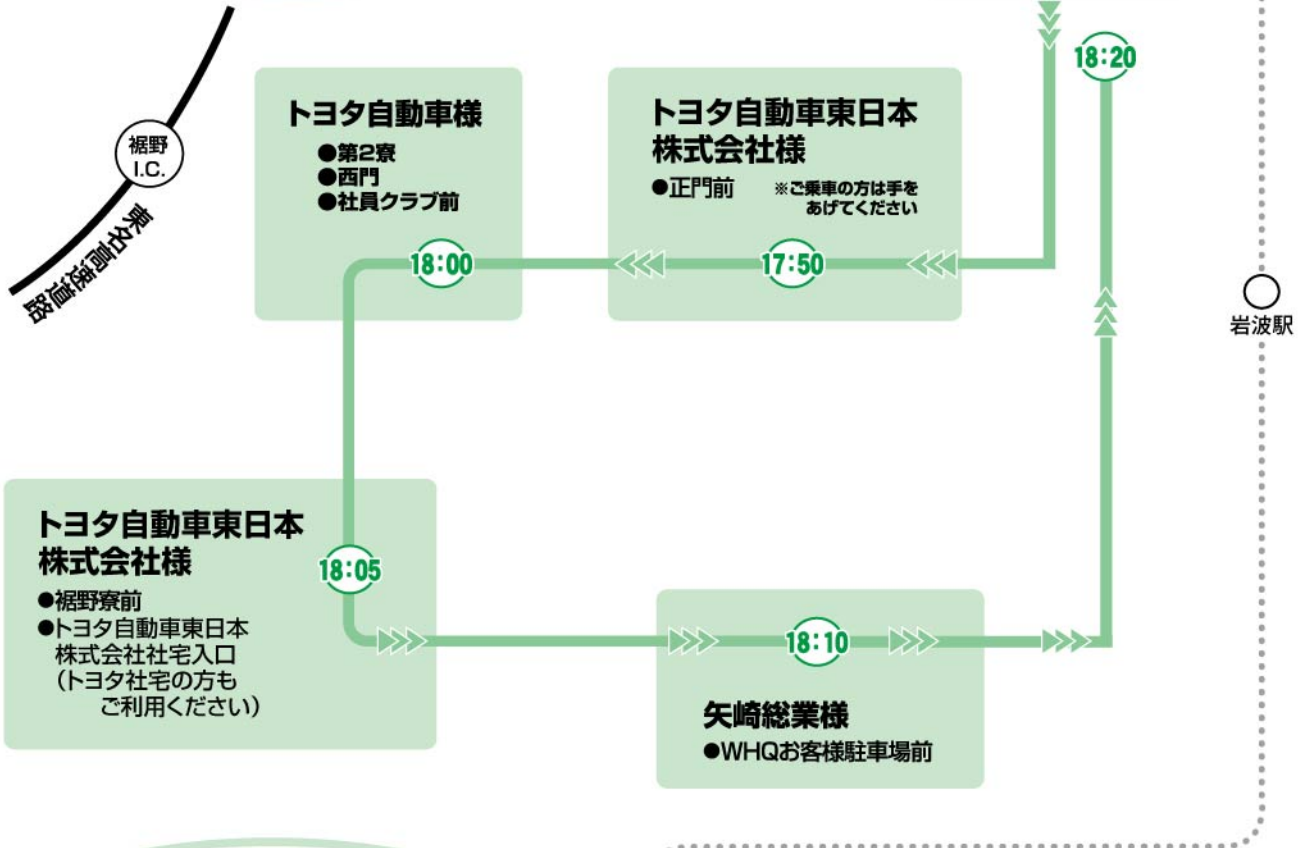 18:20
裾野
I.C.
東名高速道路
トヨタ自動車様
●第2寮
●西門
●社員クラブ前
18:00
トヨタ自動車東日本
株式会社様
●正門前 ※ご乗車の方は手を
あげてください
17:50
岩波駅
トヨタ自動車東日本
株式会社様
●裾野寮前
●トヨタ自動車東日本
株式会社社宅入口
(トヨタ社宅の方も
ご利用ください)
18:05
18:10
矢崎総業様
●WHQお客様駐車場前